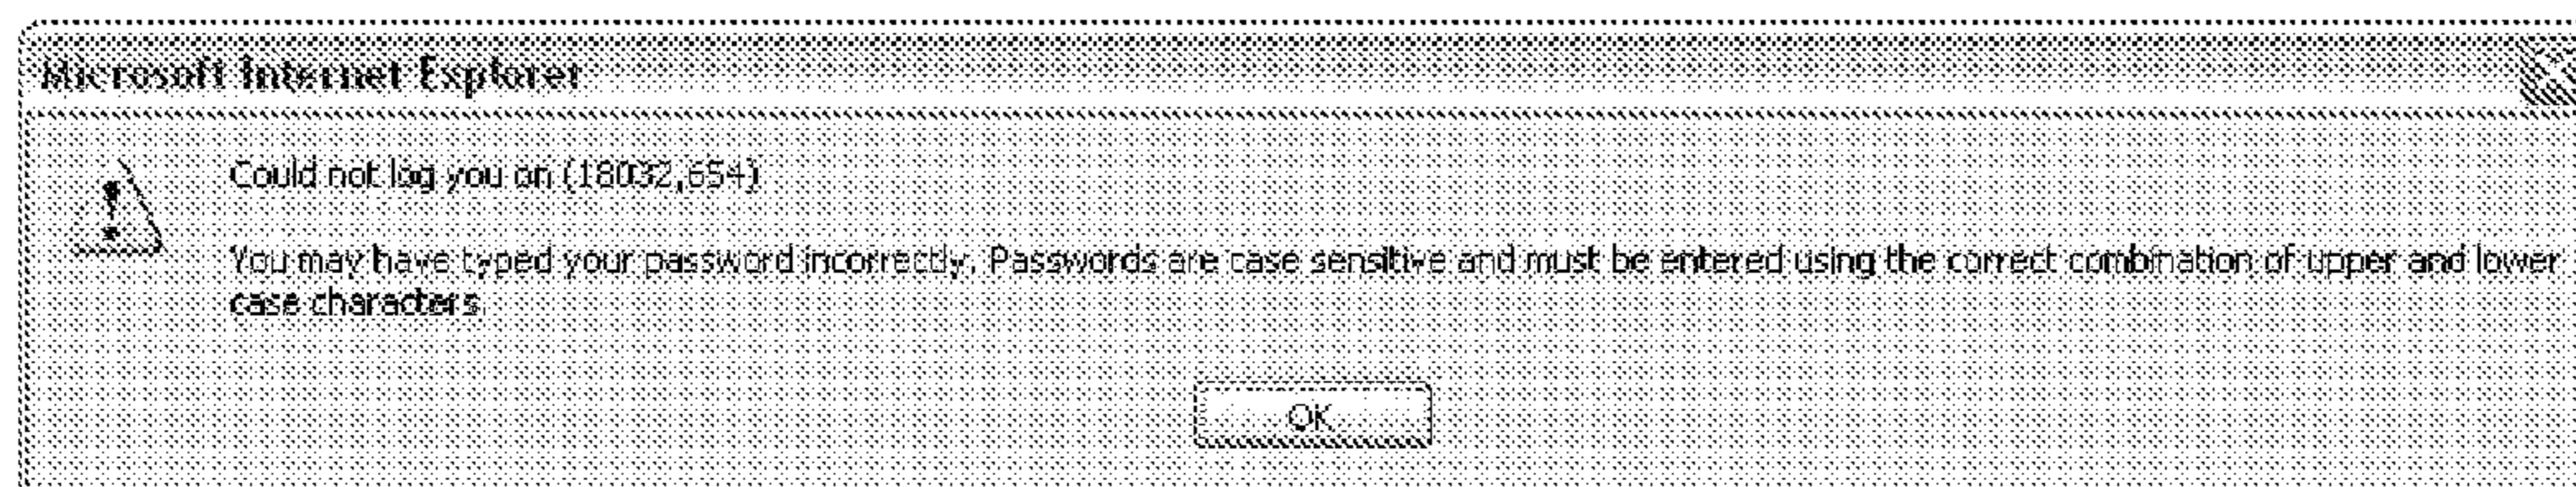 Microsoft Internet Explorer
Could not log you on (18032,654)
You may have typed your password incorrectly. Passwords are case sensitive and must be entered using the correct combination of upper and lower
case characters.
OK